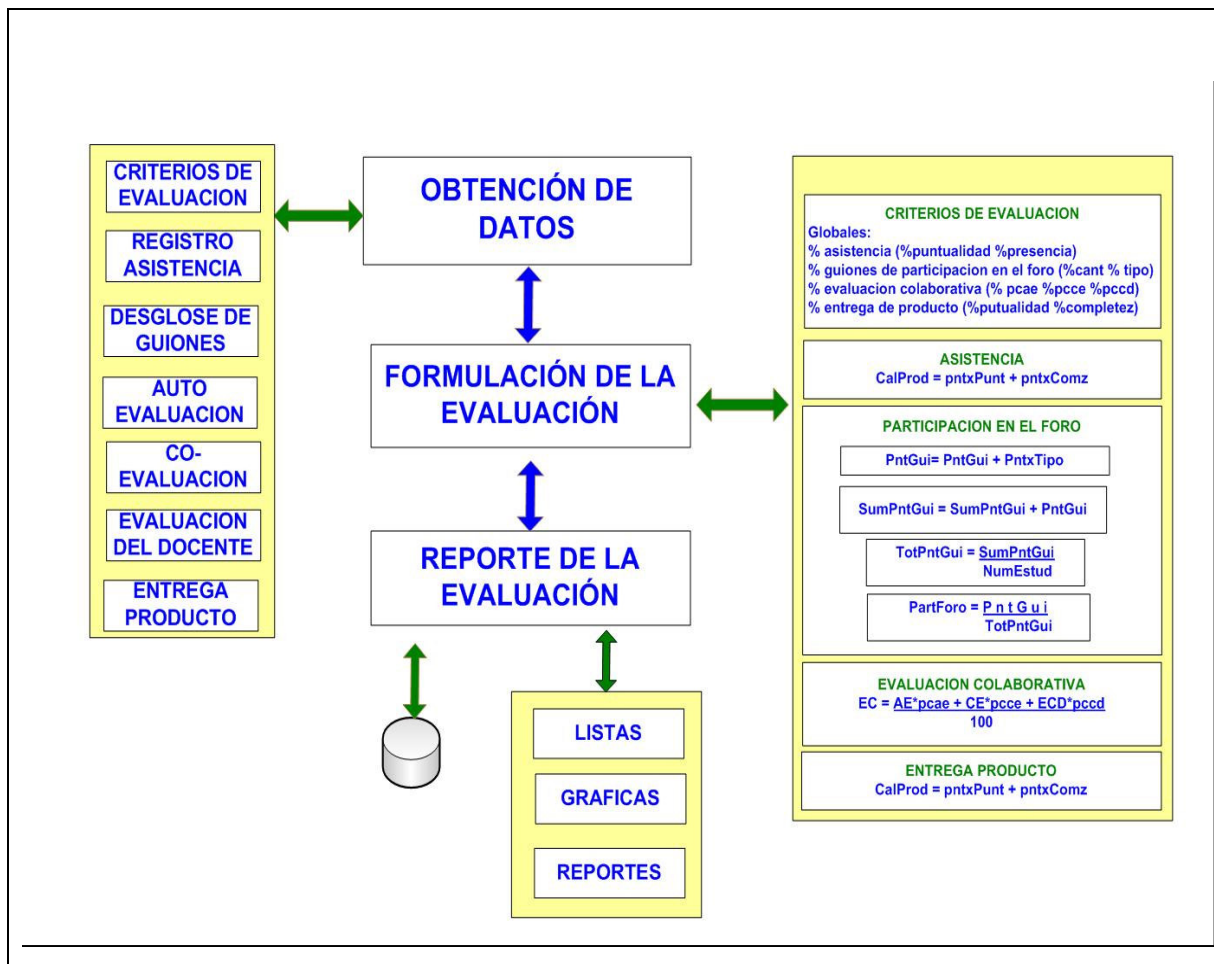 CRITERIOS DE
EVALUACION
REGISTRO
ASISTENCIA
DESGLOSE DE
GUIONES
AUTO
EVALUACION
CO-
EVALUACION
EVALUACION
DEL DOCENTE
ENTREGA
PRODUCTO
OBTENCIÓN DE
DATOS
FORMULACIÓN DE LA
EVALUACIÓN
REPORTE DE LA
EVALUACIÓN
LISTAS
GRAFICAS
REPORTES
CRITERIOS DE EVALUACION
Globales:
% asistencia (%puntualidad %presencia)
% guiones de participacion en el foro (%cant % tipo)
% evaluacion colaborativa (% pcae %pcce %pccd)
% entrega de producto (%putualidad %completez)
ASISTENCIA
CalProd = pntxPunt + pntxComz
PARTICIPACION EN EL FORO
PntGui= PntGui + PntxTipo
SumPntGui = SumPntGui + PntGui
TotPntGui = SumPntGui
NumEstud
PartForo = P n t G u i
TotPntGui
EVALUACION COLABORATIVA
EC = AE*pcae + CE*pcce + ECD*pccd
100
ENTREGA PRODUCTO
CalProd = pntxPunt + pntxComz